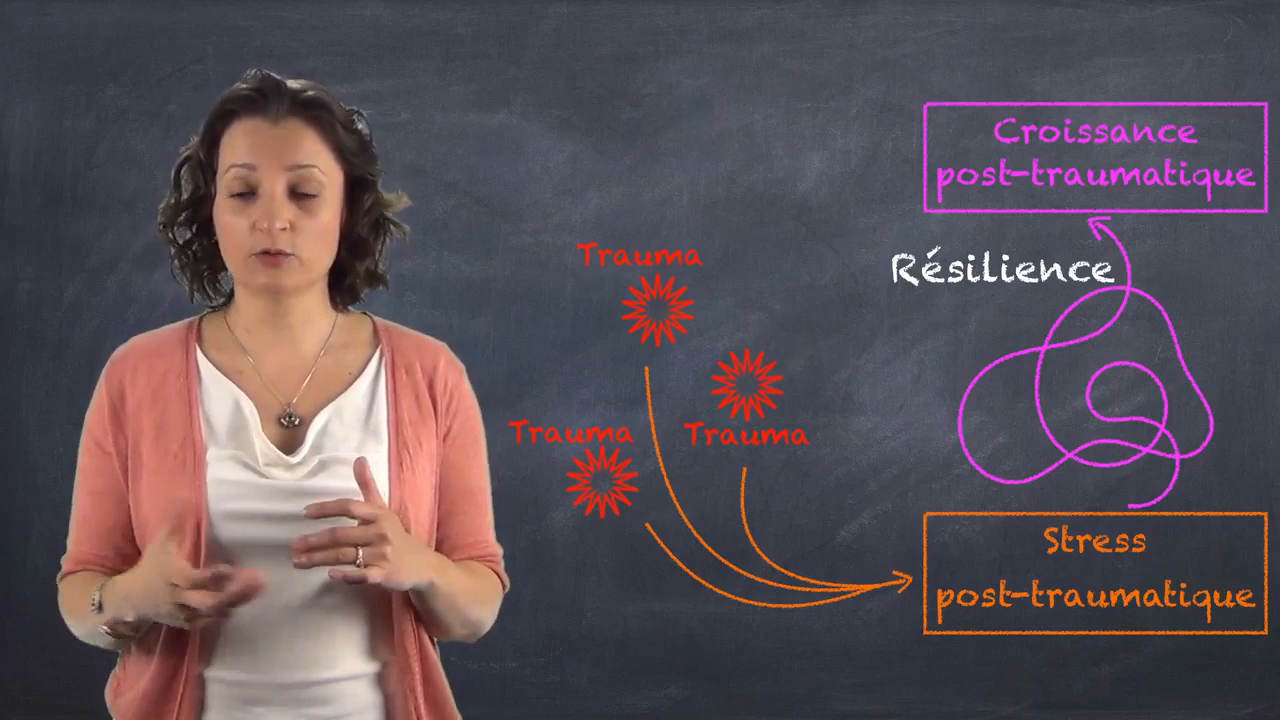 Croissance
post-traumatique
Résilience
Trauma
Trauma
Trauma
Stress
post-traumatique